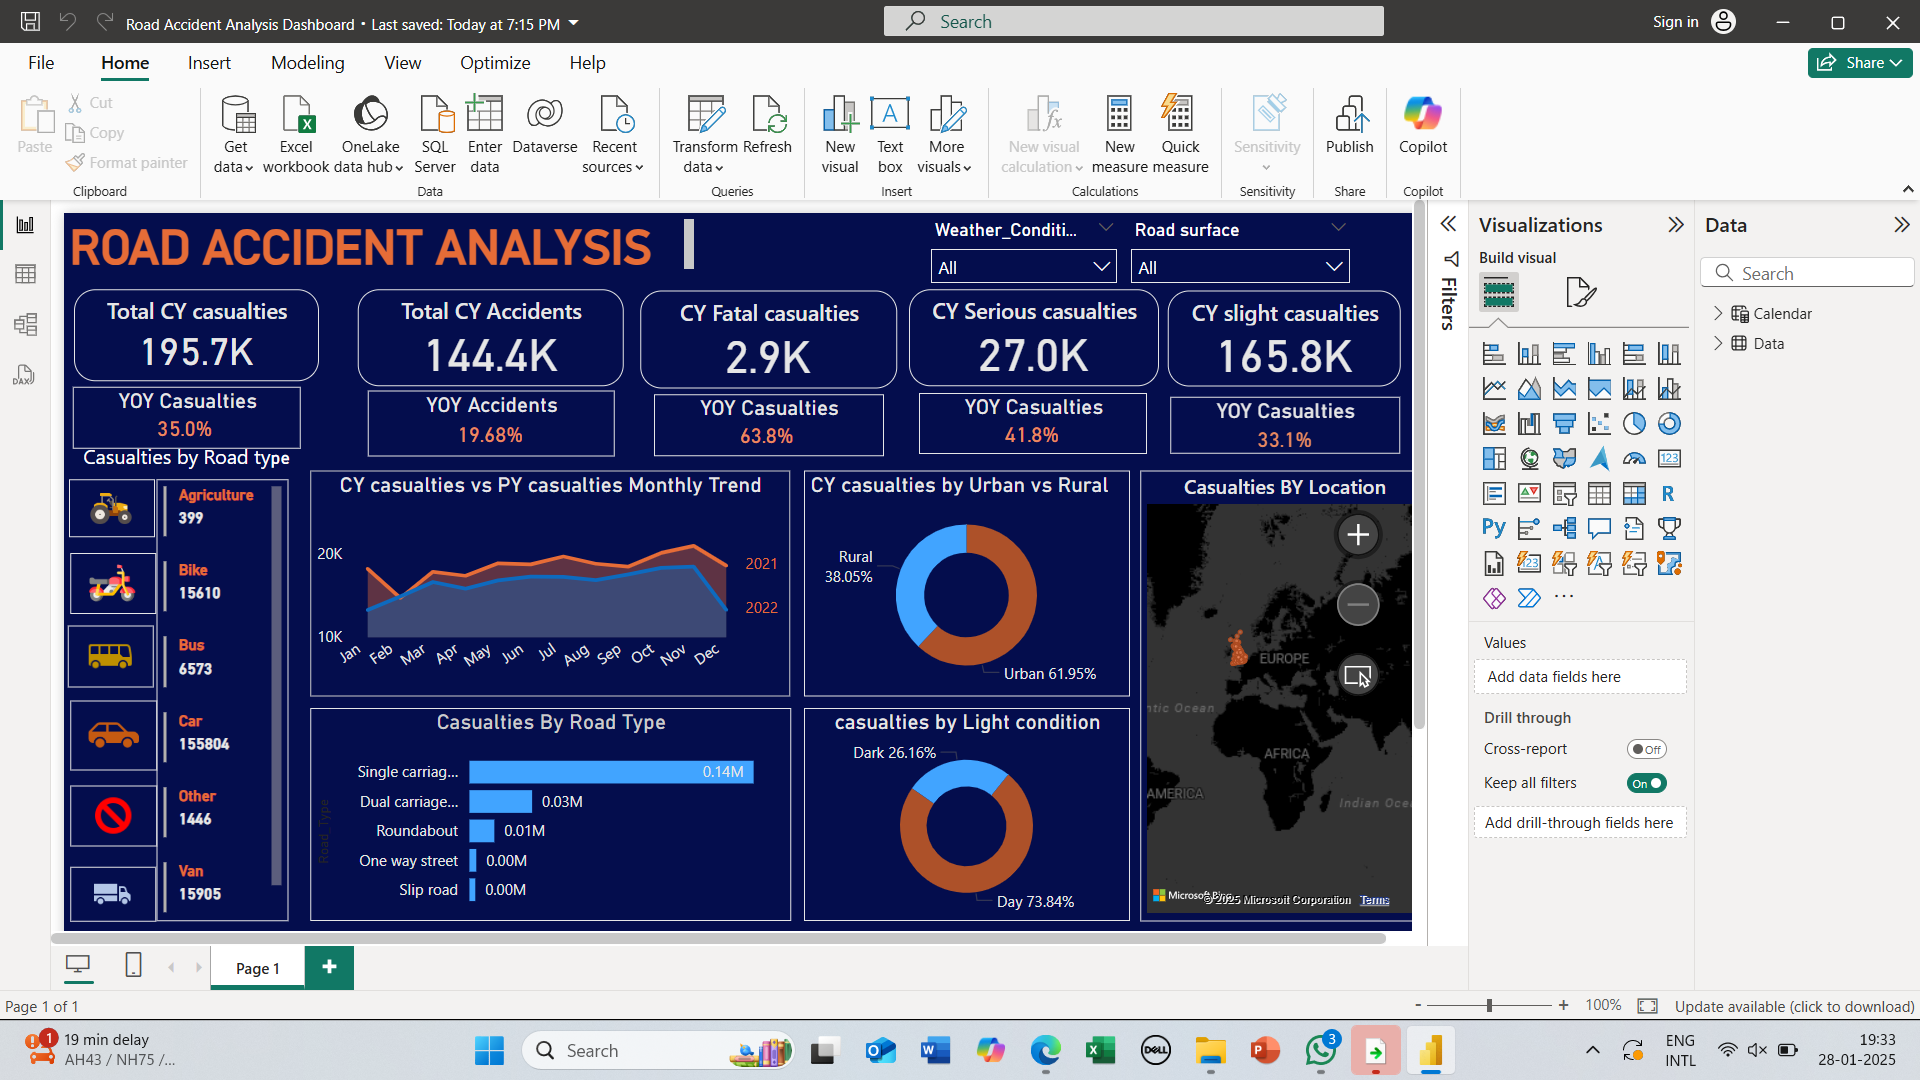 Road Accident Analysis Dashboard • Last saved: Today at 7:15 PM
Search
Sign in
File Home Insert Modeling View Optimize Help
Share
Paste
Cut
Copy
Format painter
Clipboard
Get data
Excel workbook
OneLake data hub
SQL Server
Enter data
Dataverse
Recent sources
Data
Transform data
Refresh
Queries
New visual
Text box
More visuals
Insert
New visual calculation
New measure
Quick measure
Calculations
Sensitivity
Sensitivity
Publish
Share
Copilot
Copilot
ROAD ACCIDENT ANALYSIS
Weather_Conditi...
All
Road surface
All
Total CY casualties
195.7K
YOY Casualties
35.0%
Total CY Accidents
144.4K
YOY Accidents
19.68%
CY Fatal casualties
2.9K
YOY Casualties
63.8%
CY Serious casualties
27.0K
YOY Casualties
41.8%
CY slight casualties
165.8K
YOY Casualties
33.1%
Casualties by Road type
Agriculture
399
Bike
15610
Bus
6573
Car
155804
Other
1446
Van
15905
CY casualties vs PY casualties Monthly Trend
20K
10K
2021
2022
Jan Feb Mar Apr May Jun Jul Aug Sep Oct Nov Dec
CY casualties by Urban vs Rural
Rural
38.05%
Urban 61.95%
Casualties By Road Type
Road_Type
Single carriag... 0.14M
Dual carriage... 0.03M
Roundabout 0.01M
One way street 0.00M
Slip road 0.00M
casualties by Light condition
Dark 26.16%
Day 73.84%
Casualties BY Location
EUROPE
ntic Ocean
AFRICA
AMERICA
Indian Oce
Microsoft Bing
© 2025 Microsoft Corporation Terms
Filters
Visualizations
Build visual
123
R
Py
123
Values
Add data fields here
Drill through
Cross-report Off
Keep all filters On
Add drill-through fields here
Data
Search
Calendar
Data
DAX
Page 1
Page 1 of 1
- + 100%
Update available (click to download)
1
19 min delay
AH43 / NH75 /...
Search
DELL
3
ENG
INTL
19:33
28-01-2025